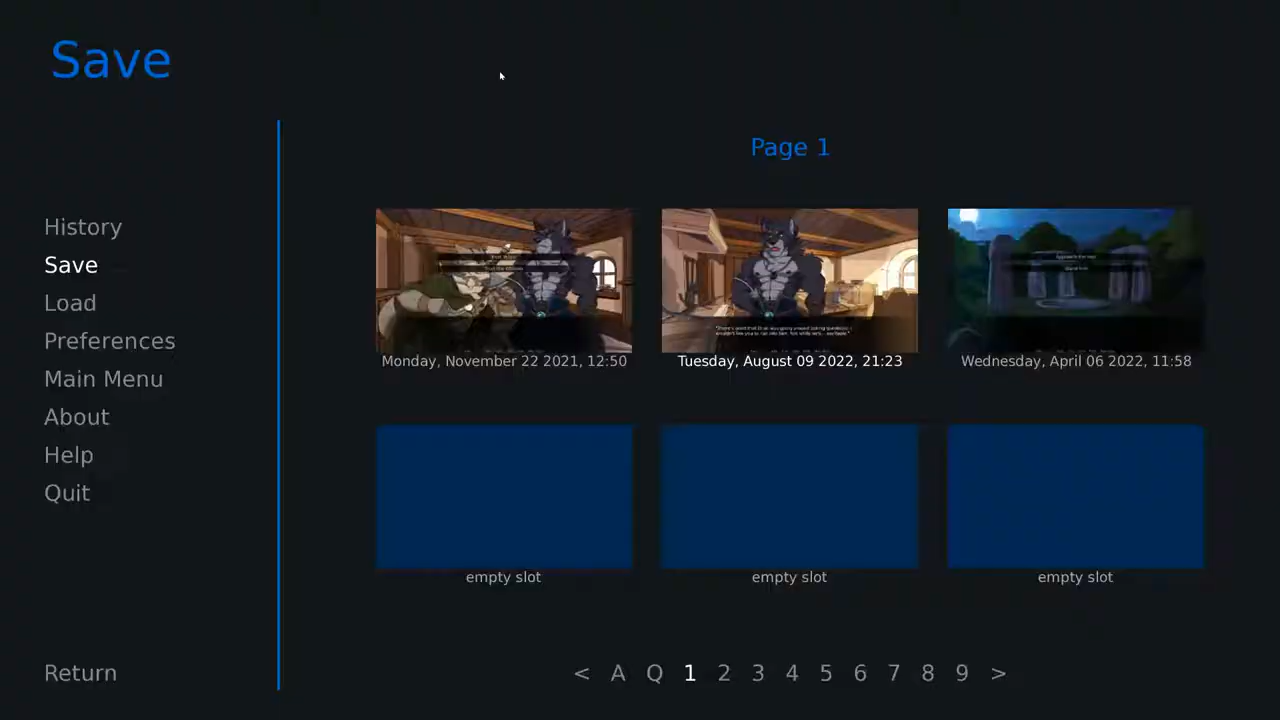 Save
Page 1
History
Save
Load
Preferences
Main Menu
About
Help
Quit
Monday, November 22 2021, 12:50
Tuesday, August 09 2022, 21:23
Wednesday, April 06 2022, 11:58
empty slot
empty slot
empty slot
Return
< A Q 1 2 3 4 5 6 7 8 9 >